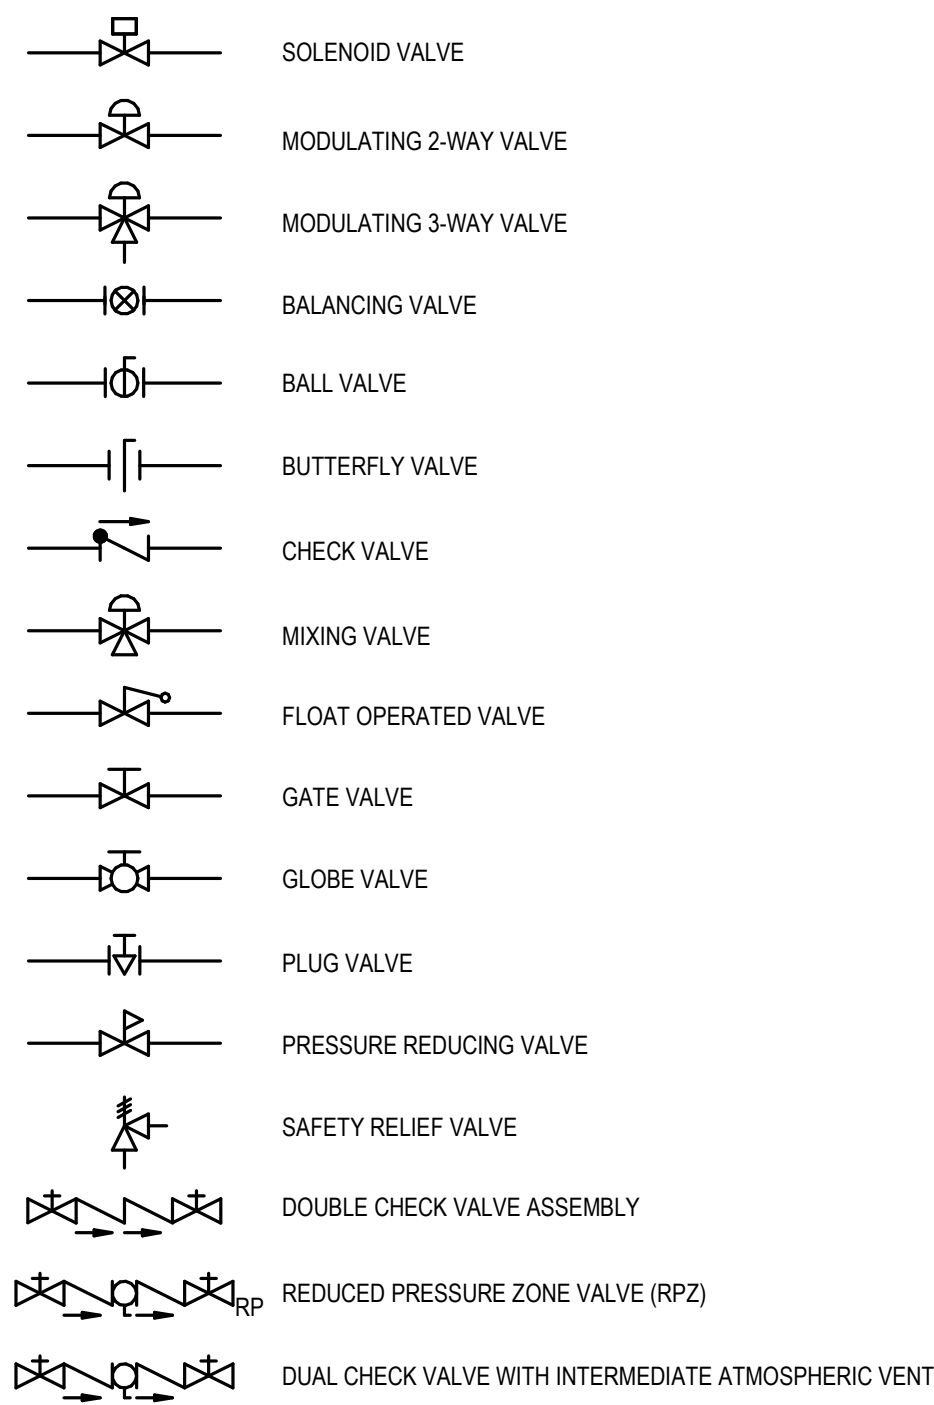 SOLENOID VALVE
MODULATING 2-WAY VALVE
MODULATING 3-WAY VALVE
BALANCING VALVE
BALL VALVE
BUTTERFLY VALVE
CHECK VALVE
MIXING VALVE
FLOAT OPERATED VALVE
GATE VALVE
GLOBE VALVE
PLUG VALVE
PRESSURE REDUCING VALVE
SAFETY RELIEF VALVE
DOUBLE CHECK VALVE ASSEMBLY
RP REDUCED PRESSURE ZONE VALVE (RPZ)
DUAL CHECK VALVE WITH INTERMEDIATE ATMOSPHERIC VENT